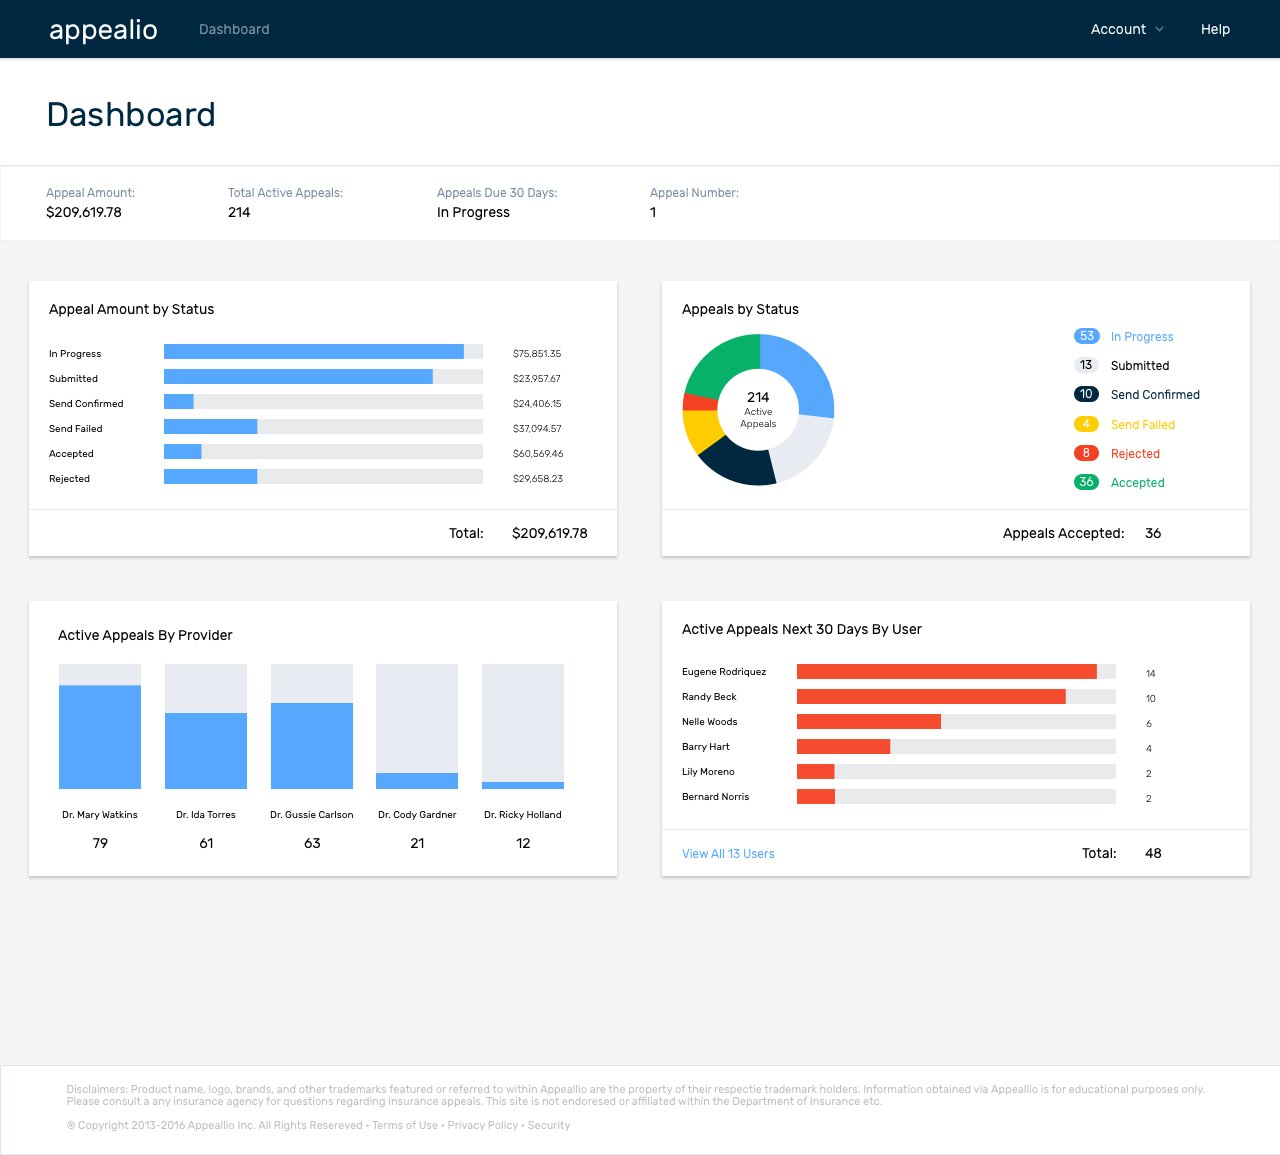 appealio
Dashboard
Account
Help
Dashboard
Appeal Amount:
$209,619.78
Total Active Appeals:
214
Appeals Due 30 Days:
In Progress
Appeal Number:
1
Appeal Amount by Status
In Progress $75,851.35
Submitted $23,957.67
Send Confirmed $24,406.15
Send Failed $37,094.57
Accepted $60,569.46
Rejected $29,658.23
Total: $209,619.78
Appeals by Status
214
Active
Appeals
53 In Progress
13 Submitted
10 Send Confirmed
4 Send Failed
8 Rejected
36 Accepted
Appeals Accepted: 36
Active Appeals By Provider
Dr. Mary Watkins
79
Dr. Ida Torres
61
Dr. Gussie Carlson
63
Dr. Cody Gardner
21
Dr. Ricky Holland
12
Active Appeals Next 30 Days By User
Eugene Rodriquez 14
Randy Beck 10
Nelle Woods 6
Barry Hart 4
Lily Moreno 2
Bernard Norris 2
View All 13 Users
Total: 48
Disclaimers: Product name, logo, brands, and other trademarks featured or referred to within Appeallio are the property of their respectie trademark holders. Information obtained via Appeallio is for educational purposes only.
Please consult a any insurance agency for questions regarding insurance appeals. This site is not endoresed or affiliated within the Department of Insurance etc.
® Copyright 2013-2016 Appeallio Inc. All Rights Resereved • Terms of Use • Privacy Policy • Security